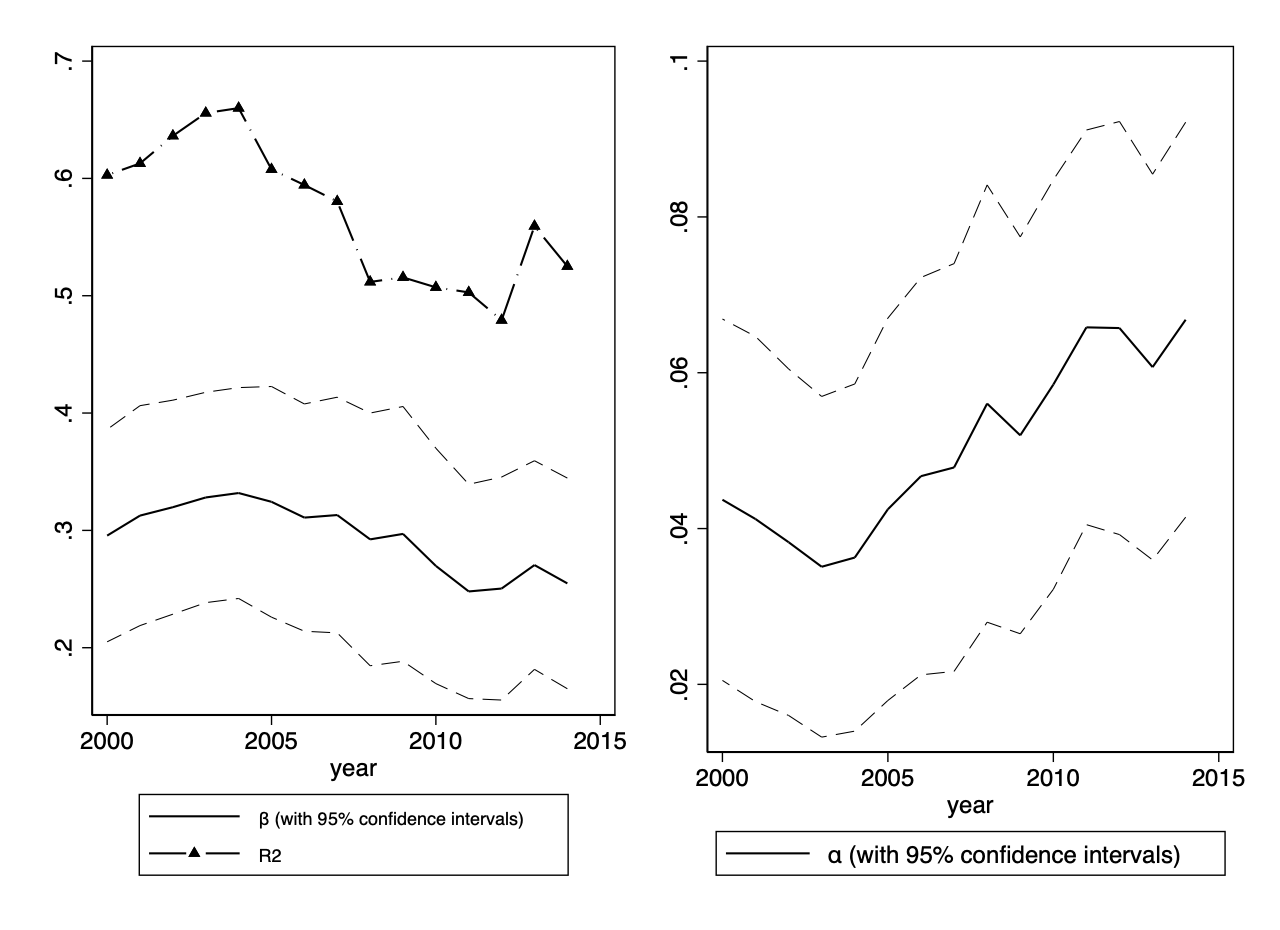 .7
.6
.5
.4
.3
.2
2000 2005 2010 2015
year
β (with 95% confidence intervals)
R2
.1
.08
.06
.04
.02
2000 2005 2010 2015
year
α (with 95% confidence intervals)